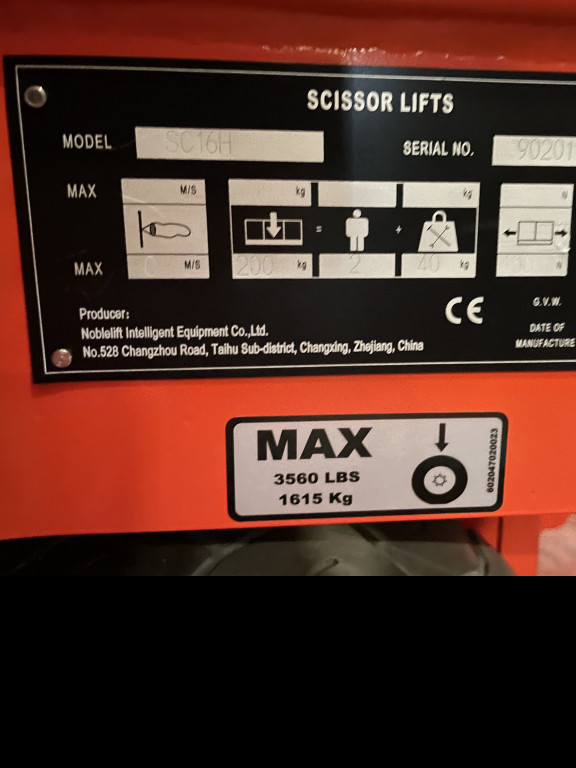 SCISSOR LIFTS
MODEL SC16H SERIAL NO. 90201
MAX M/S kg kg N
= +
MAX 0 M/S 200 kg 2 40 kg N
Producer:
Noblelift Intelligent Equipment Co.,Ltd.
No.528 Changzhou Road, Taihu Sub-district, Changxing, Zhejiang, China
CE
G.V.W.
DATE OF
MANUFACTURE
MAX
3560 LBS
1615 Kg
602047020023